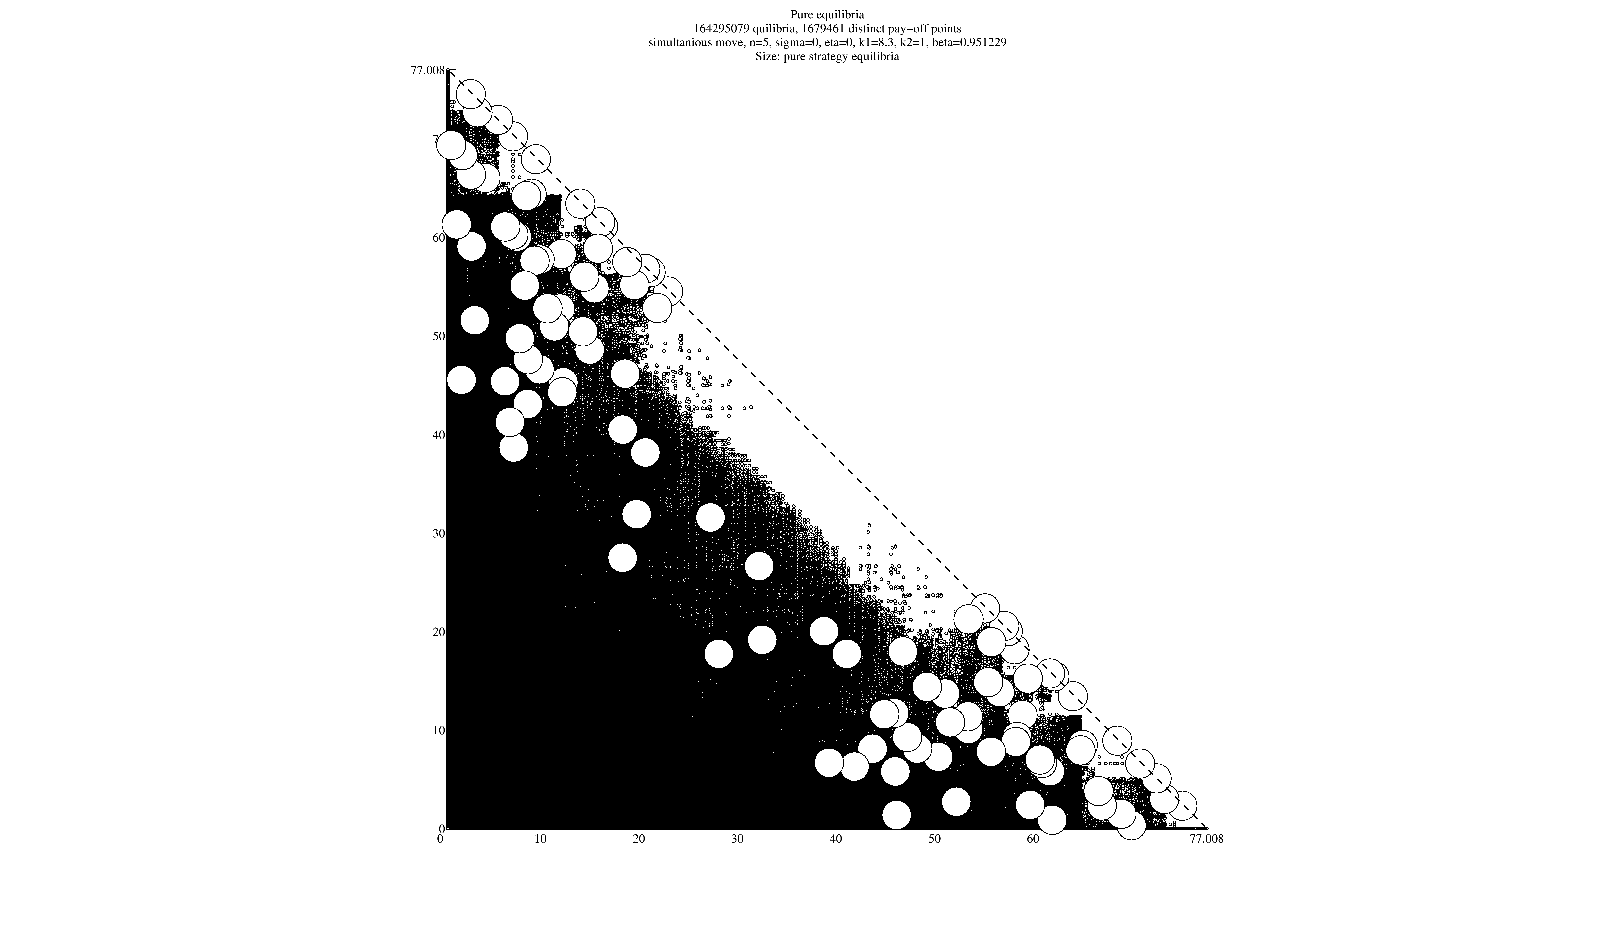 Pure equilibria
164295079 quilibria, 1679461 distinct pay-off points
simultanious move, n=5, sigma=0, eta=0, k1=8.3, k2=1, beta=0.951229
Size: pure strategy equilibria
77.008
60
50
40
30
20
10
0
0 10 20 30 40 50 60 77.008